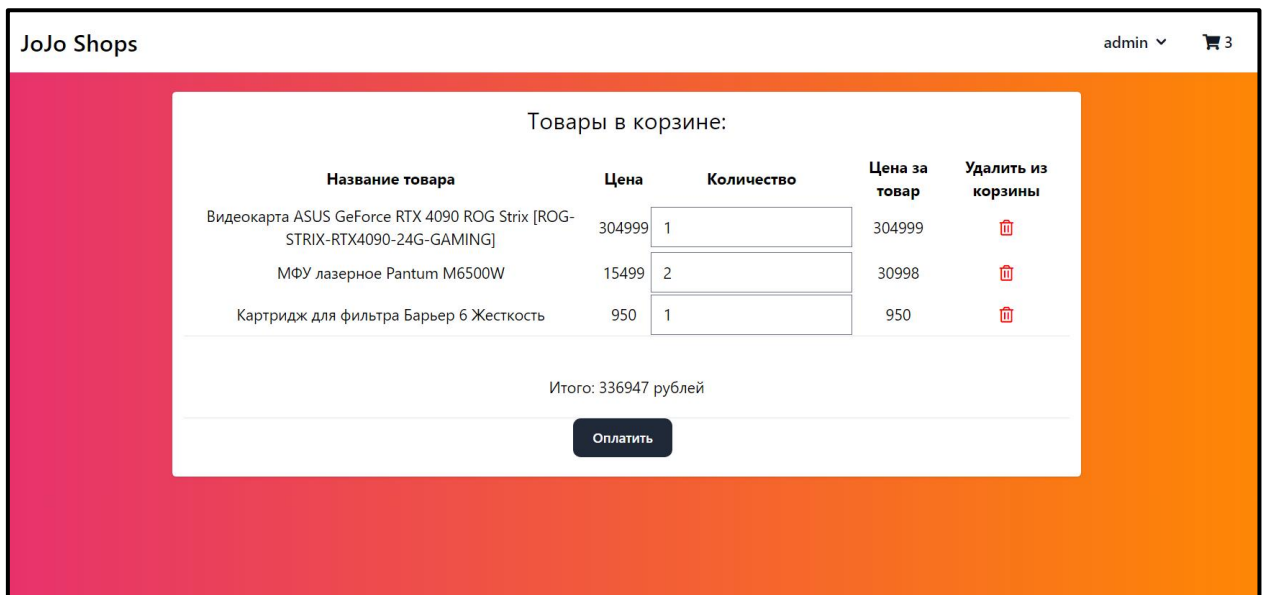 JoJo Shops
admin
3
Товары в корзине:
Название товара Цена Количество Цена за товар Удалить из корзины
Видеокарта ASUS GeForce RTX 4090 ROG Strix [ROG-
STRIX-RTX4090-24G-GAMING] 304999 1 304999
МФУ лазерное Pantum M6500W 15499 2 30998
Картридж для фильтра Барьер 6 Жесткость 950 1 950
Итого: 336947 рублей
Оплатить